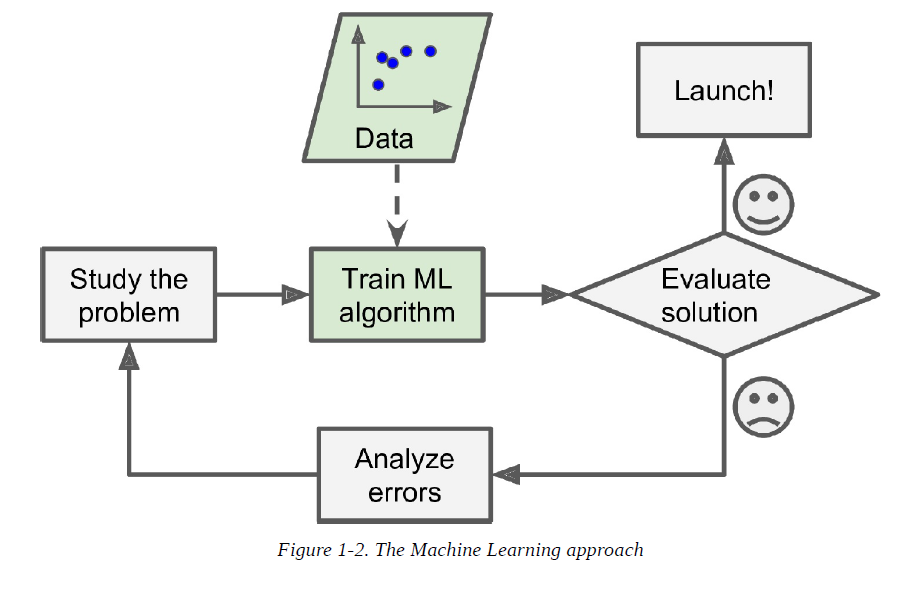 Data
Launch!
Study the
problem
Train ML
algorithm
Evaluate
solution
Analyze
errors
Figure 1-2. The Machine Learning approach